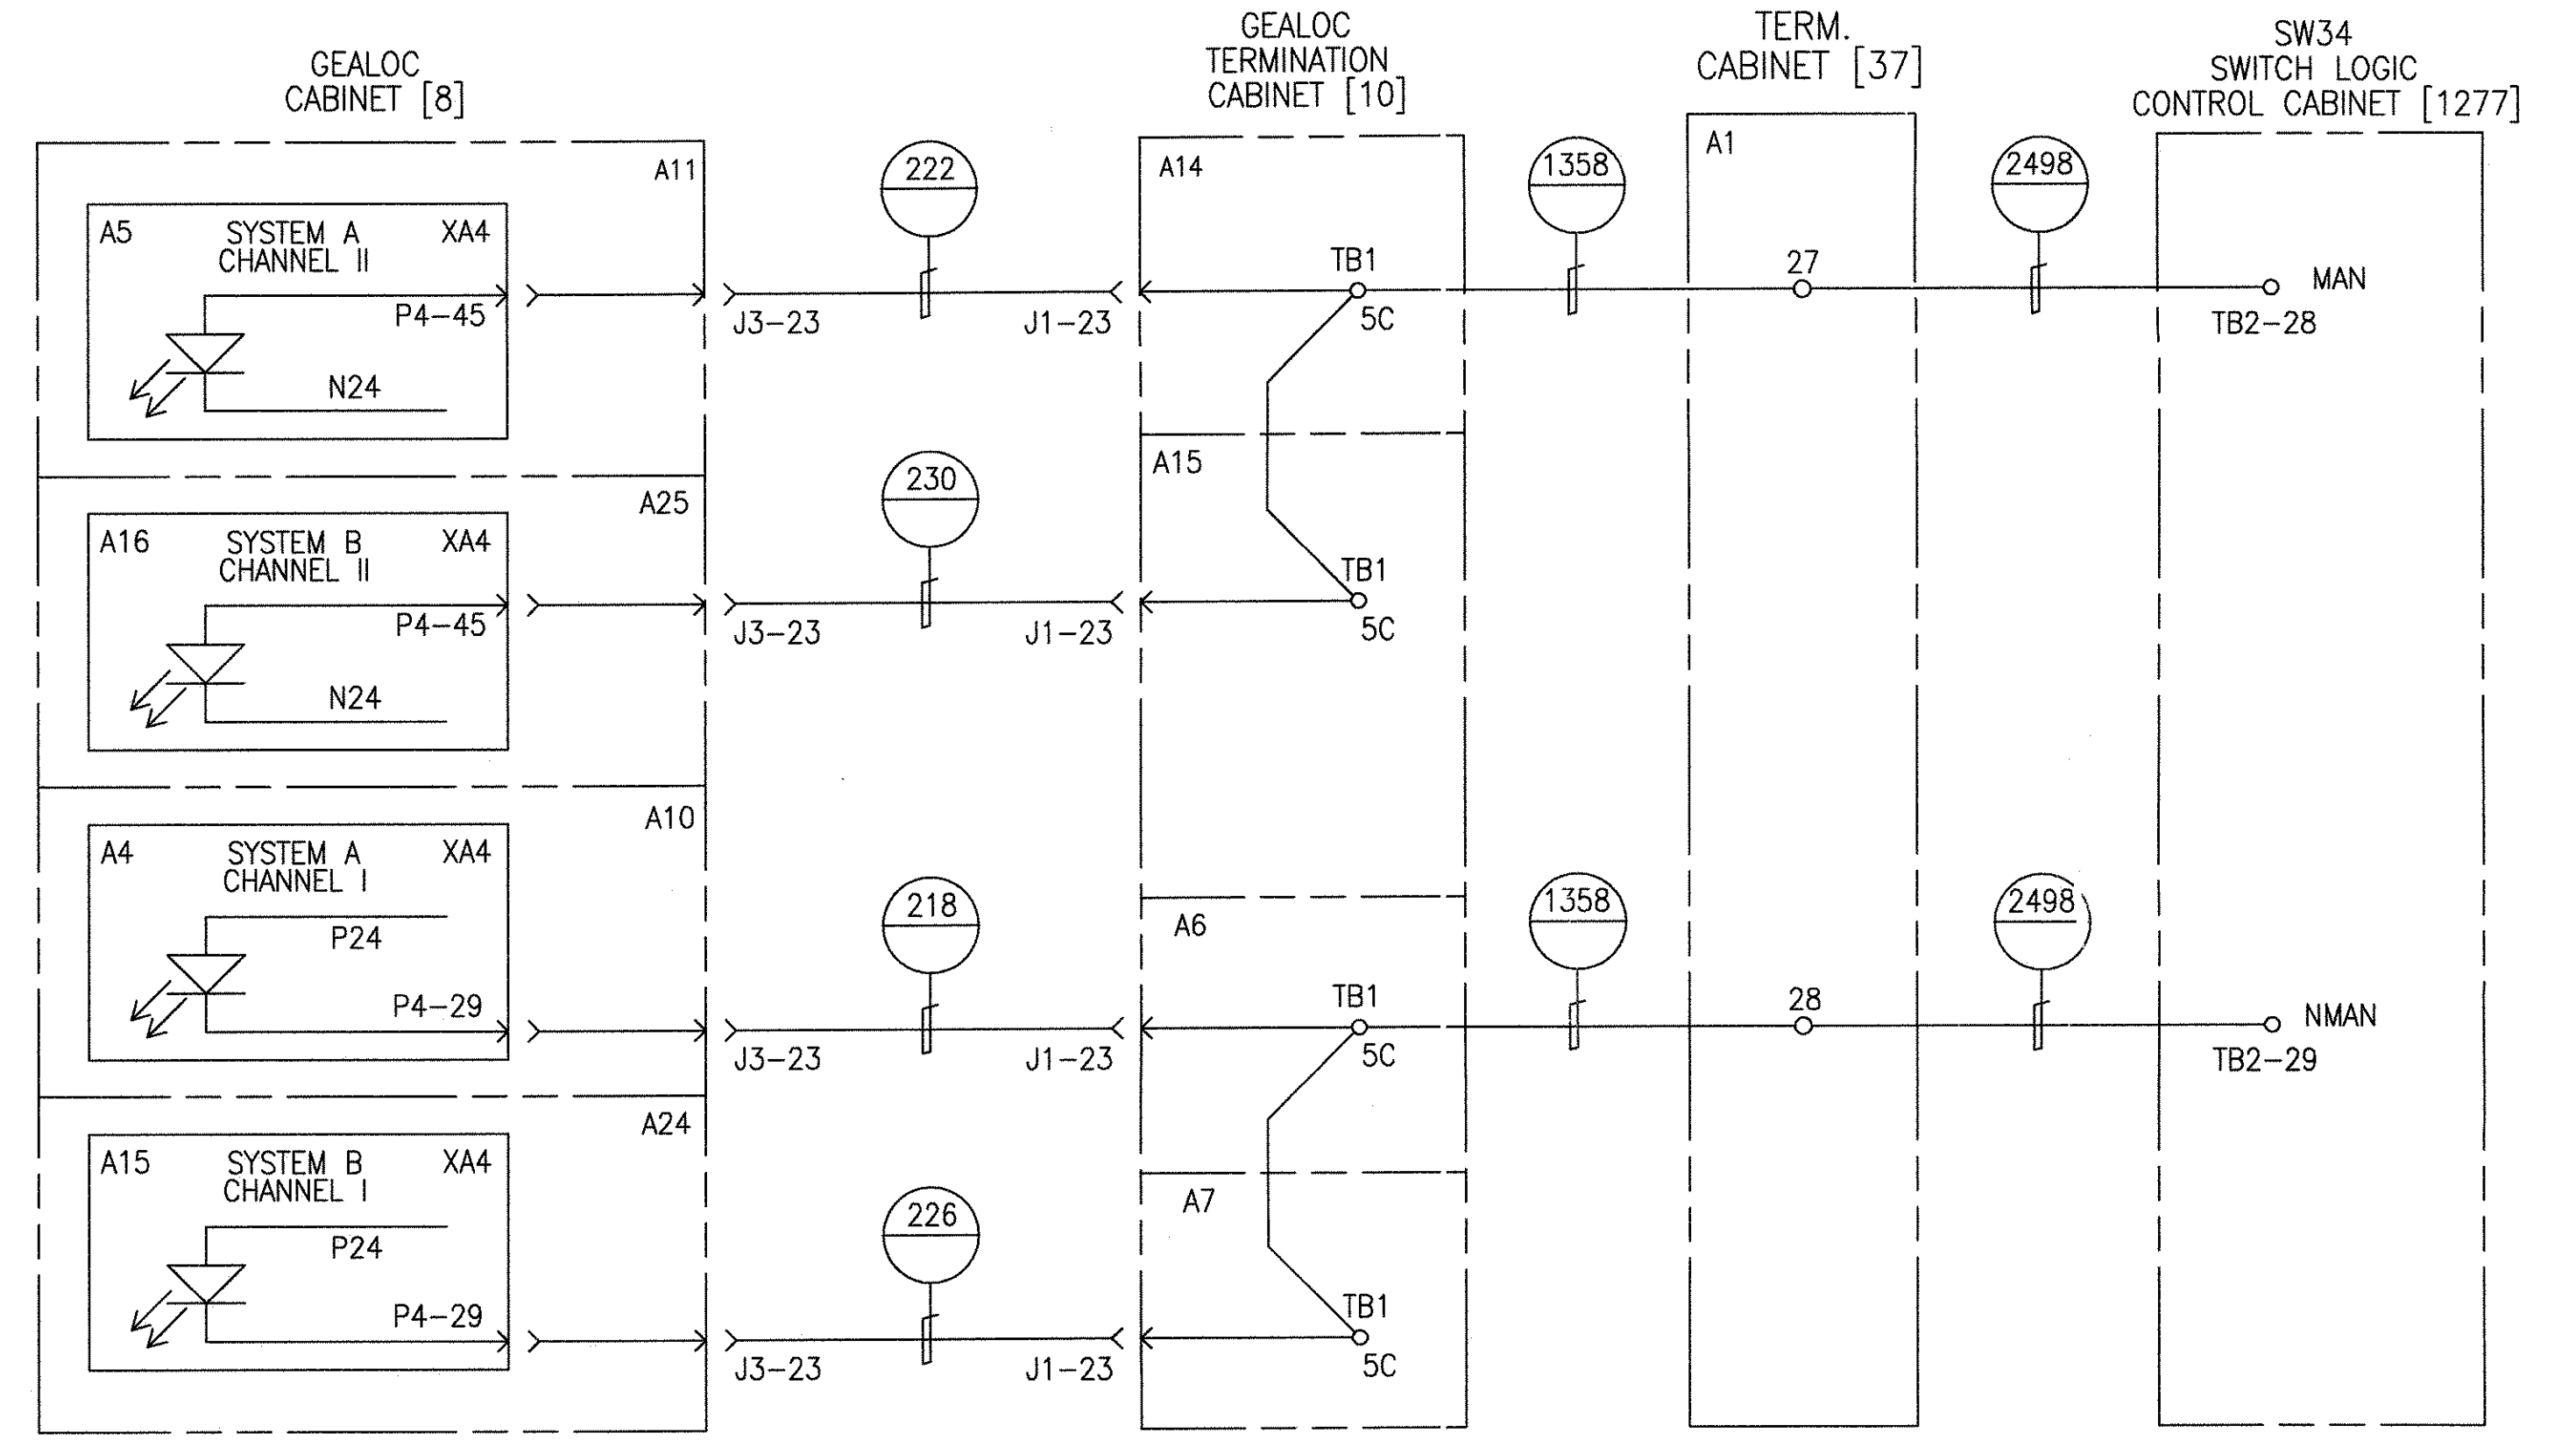 GEALOC
CABINET [8]
GEALOC
TERMINATION
CABINET [10]
TERM.
CABINET [37]
SW34
SWITCH LOGIC
CONTROL CABINET [1277]
A11
A5
SYSTEM A
CHANNEL II
XA4
P4-45
N24
222
J3-23
J1-23
A14
TB1
5C
1358
A1
27
2498
MAN
TB2-28
A25
A16
SYSTEM B
CHANNEL II
XA4
P4-45
N24
230
J3-23
J1-23
A15
TB1
5C
A10
A4
SYSTEM A
CHANNEL I
XA4
P24
P4-29
218
J3-23
J1-23
A6
TB1
5C
1358
28
2498
NMAN
TB2-29
A24
A15
SYSTEM B
CHANNEL I
XA4
P24
P4-29
226
J3-23
J1-23
A7
TB1
5C